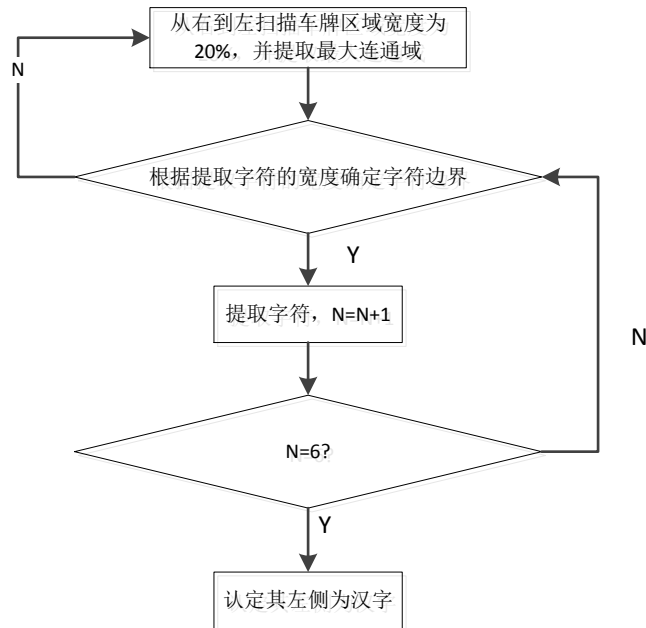 从右到左扫描车牌区域宽度为
20%，并提取最大连通域
N
根据提取字符的宽度确定字符边界
Y
提取字符，N=N+1
N
N=6?
Y
认定其左侧为汉字